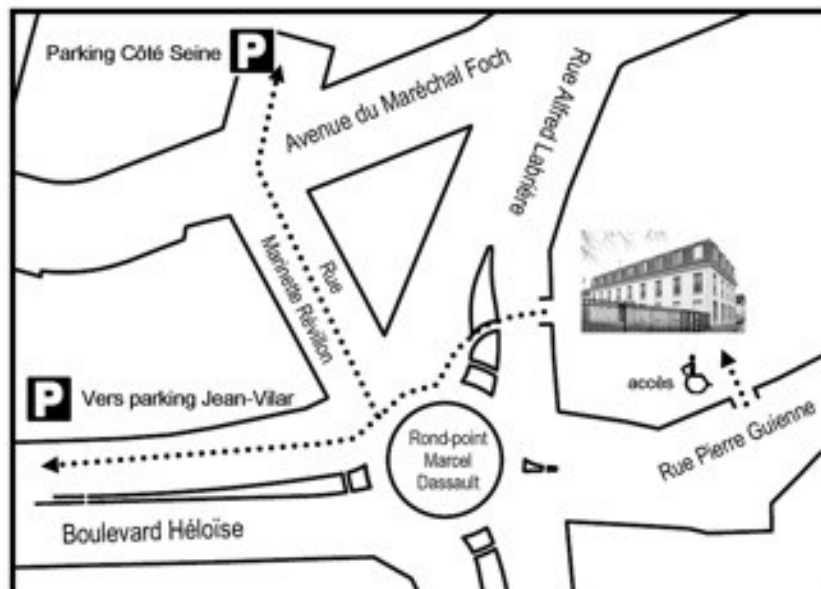 Parking Côté Seine P
Avenue du Maréchal Foch
Rue Alfred Labrière
Rue
Marinette Révillon
P Vers parking Jean-Vilar
accès
Rond-point
Marcel
Dassault
Rue Pierre Guienne
Boulevard Héloïse